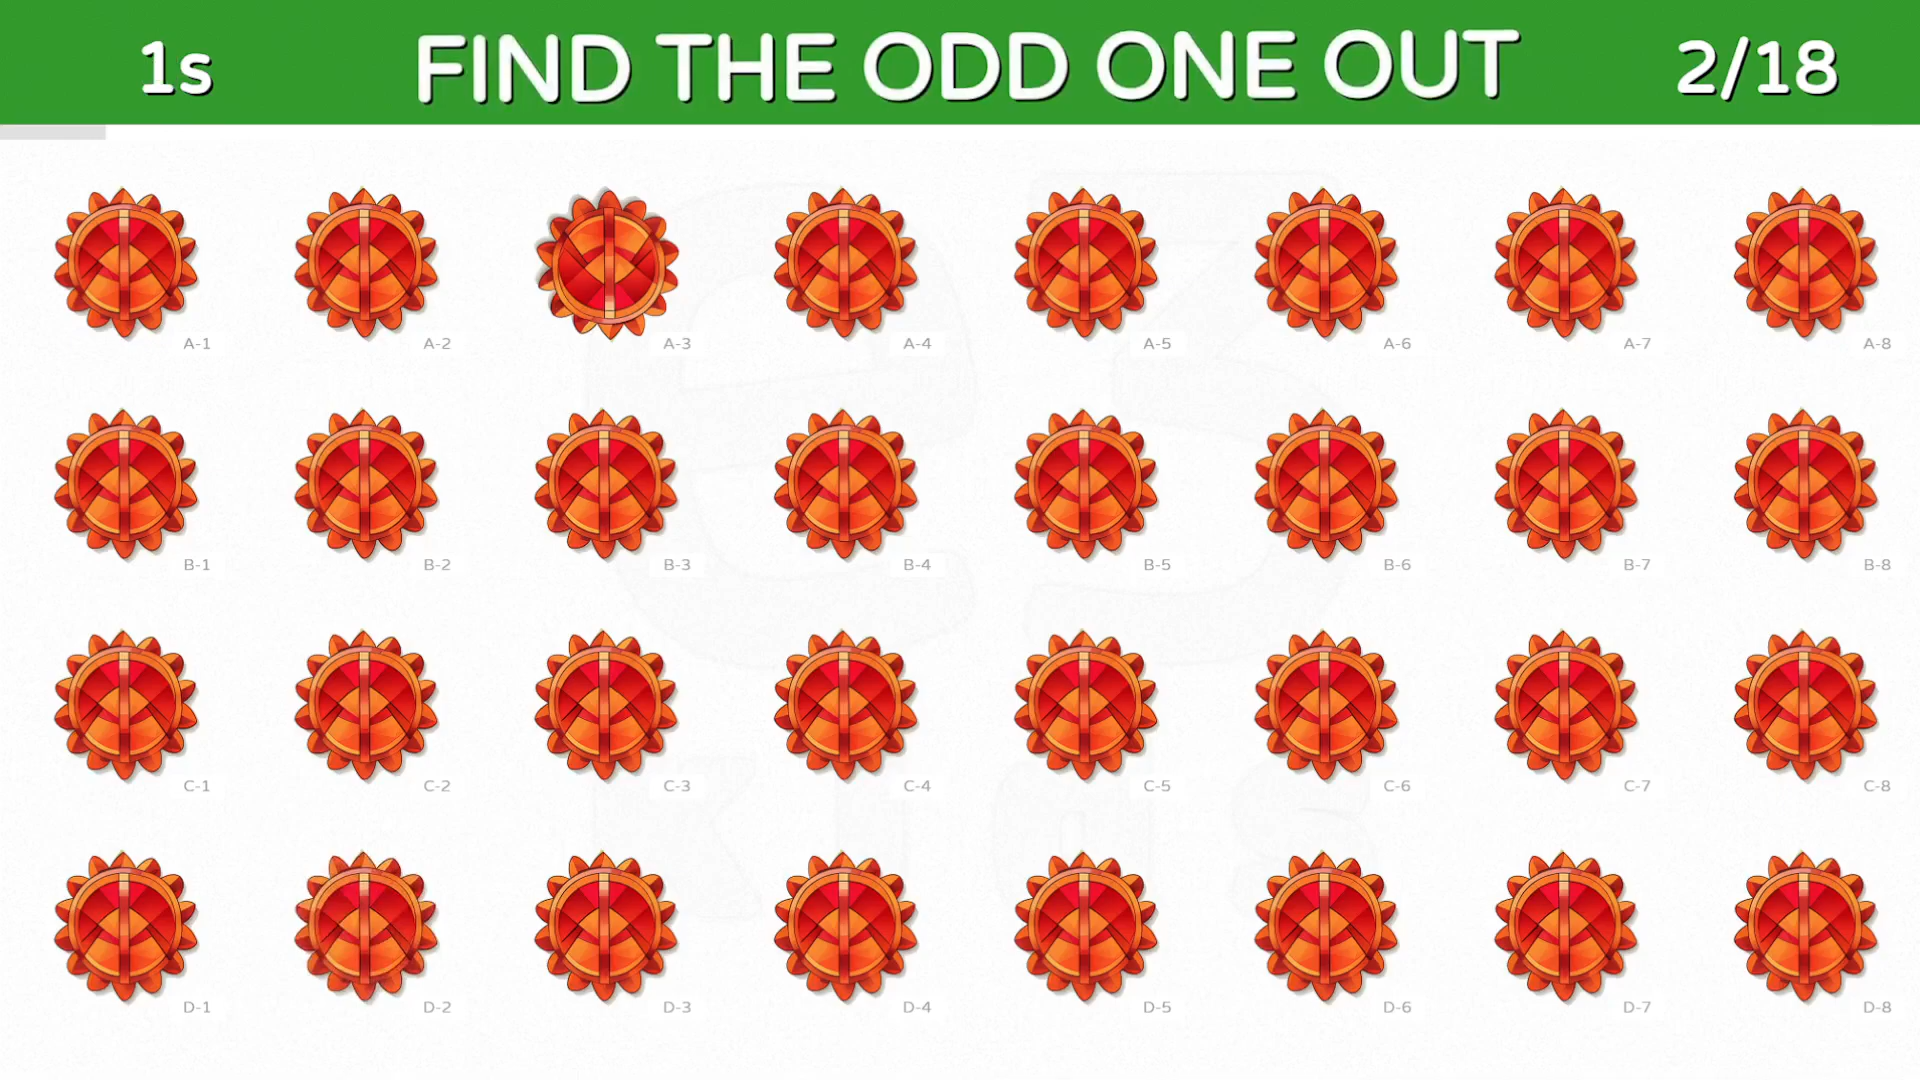 1s FIND THE ODD ONE OUT 2/18
A-1 A-2 A-3 A-4 A-5 A-6 A-7 A-8
B-1 B-2 B-3 B-4 B-5 B-6 B-7 B-8
C-1 C-2 C-3 C-4 C-5 C-6 C-7 C-8
D-1 D-2 D-3 D-4 D-5 D-6 D-7 D-8